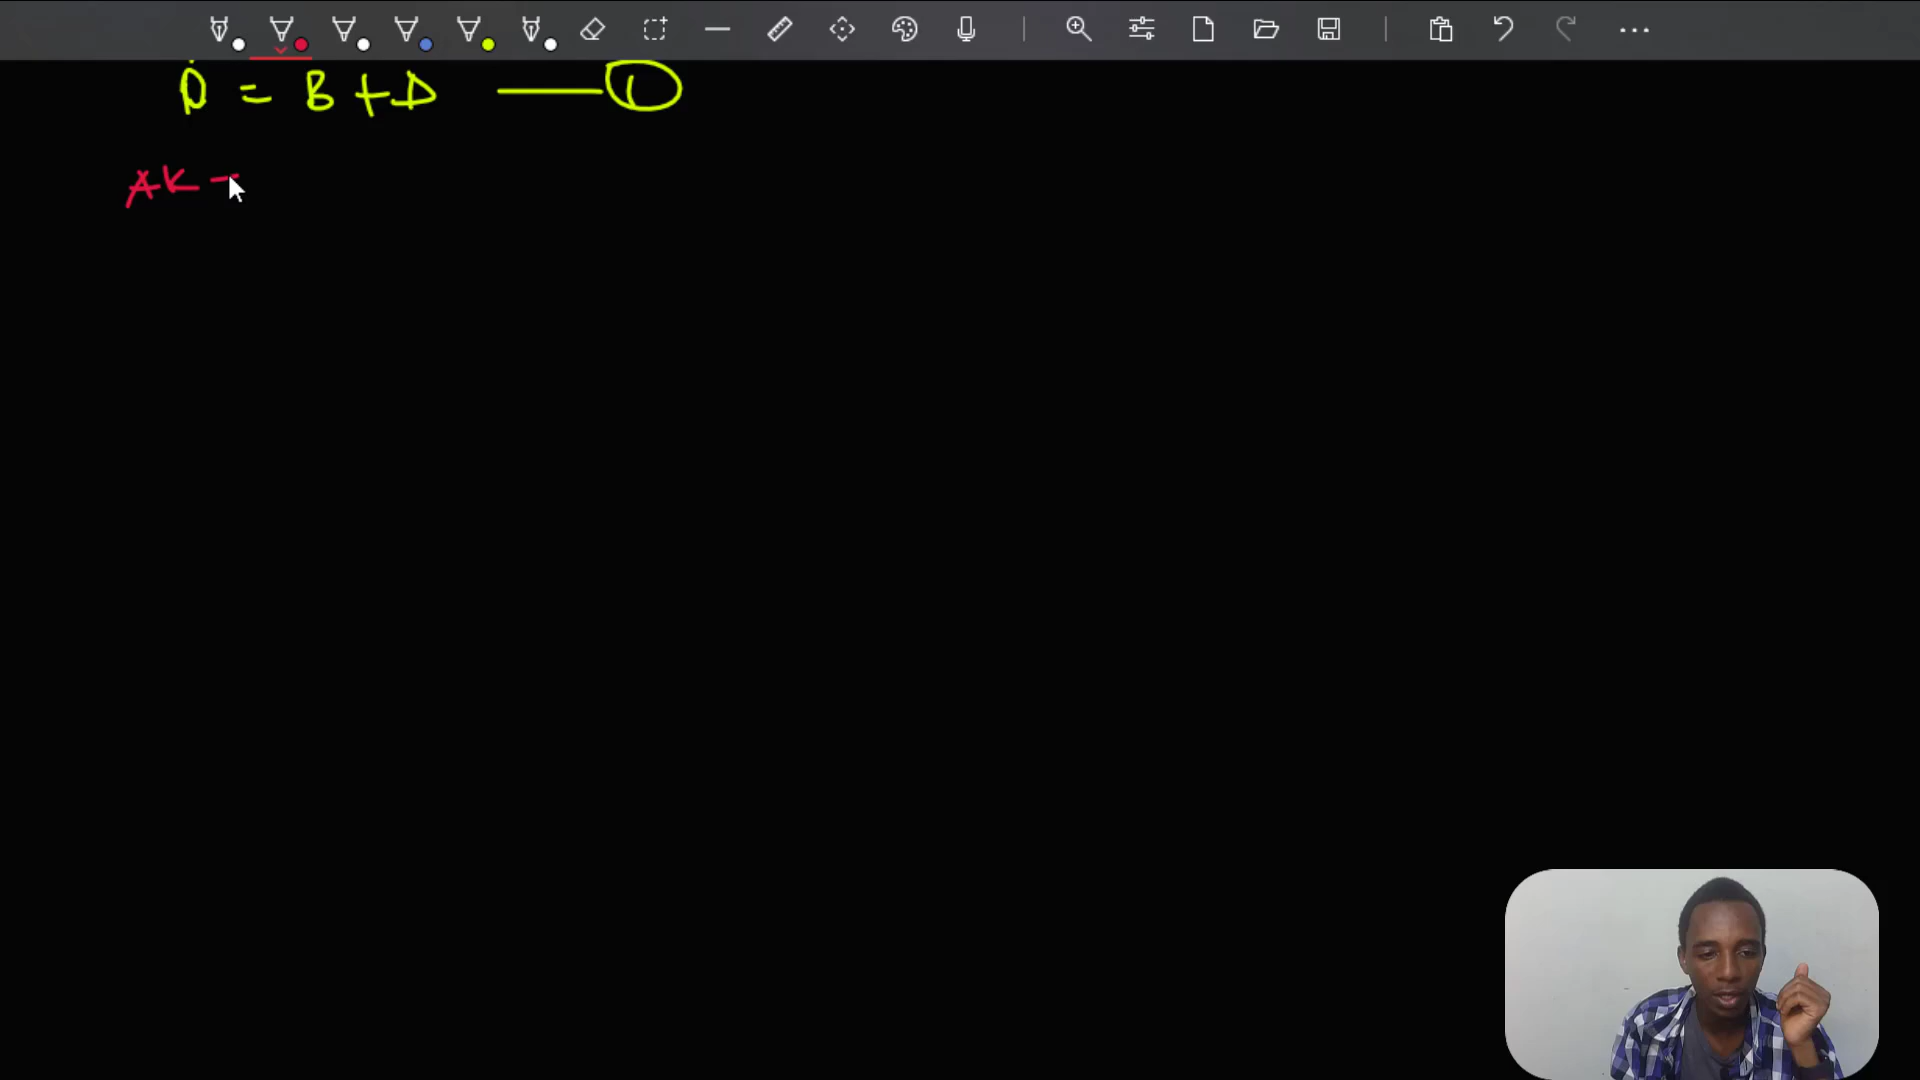 Ḋ = B + D —— ①
AK -